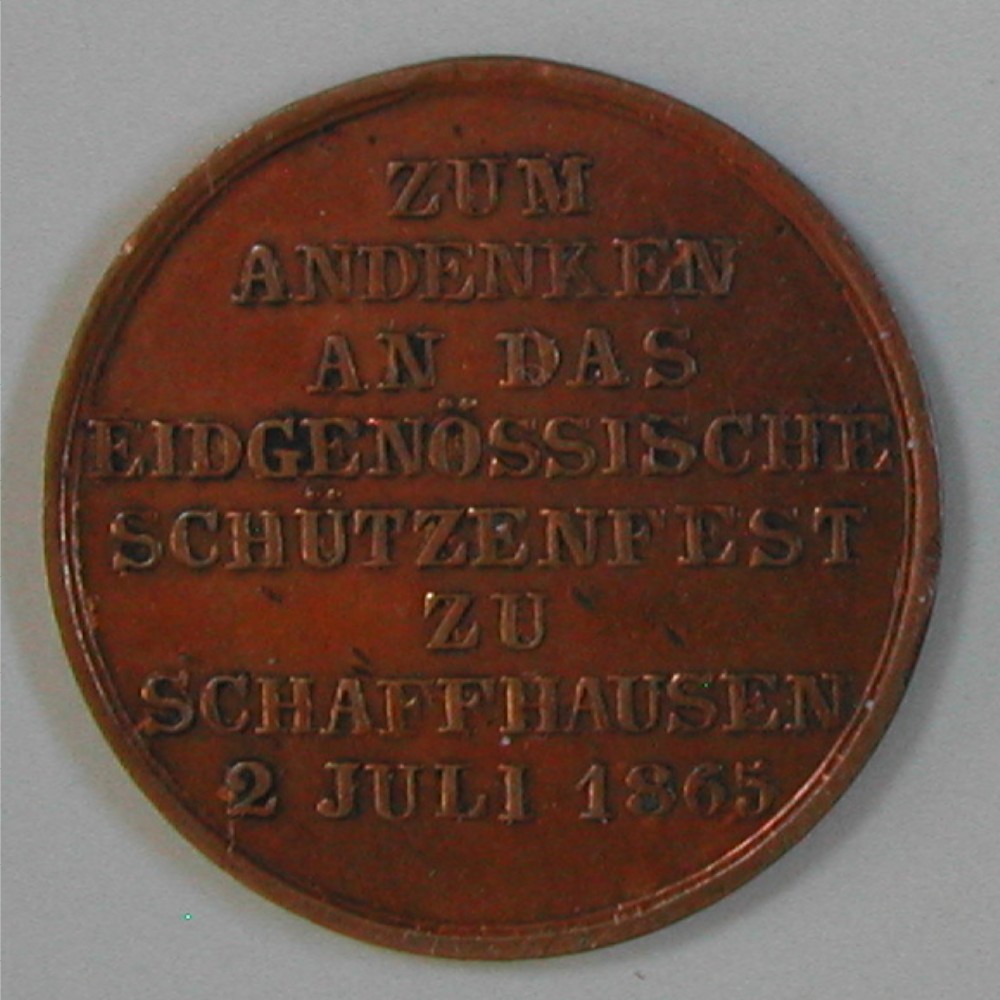 ZUM
ANDENKEN
AN DAS
EIDGENÖSSISCHE
SCHÜTZENFEST
ZU
SCHAFFHAUSEN
2 JULI 1865